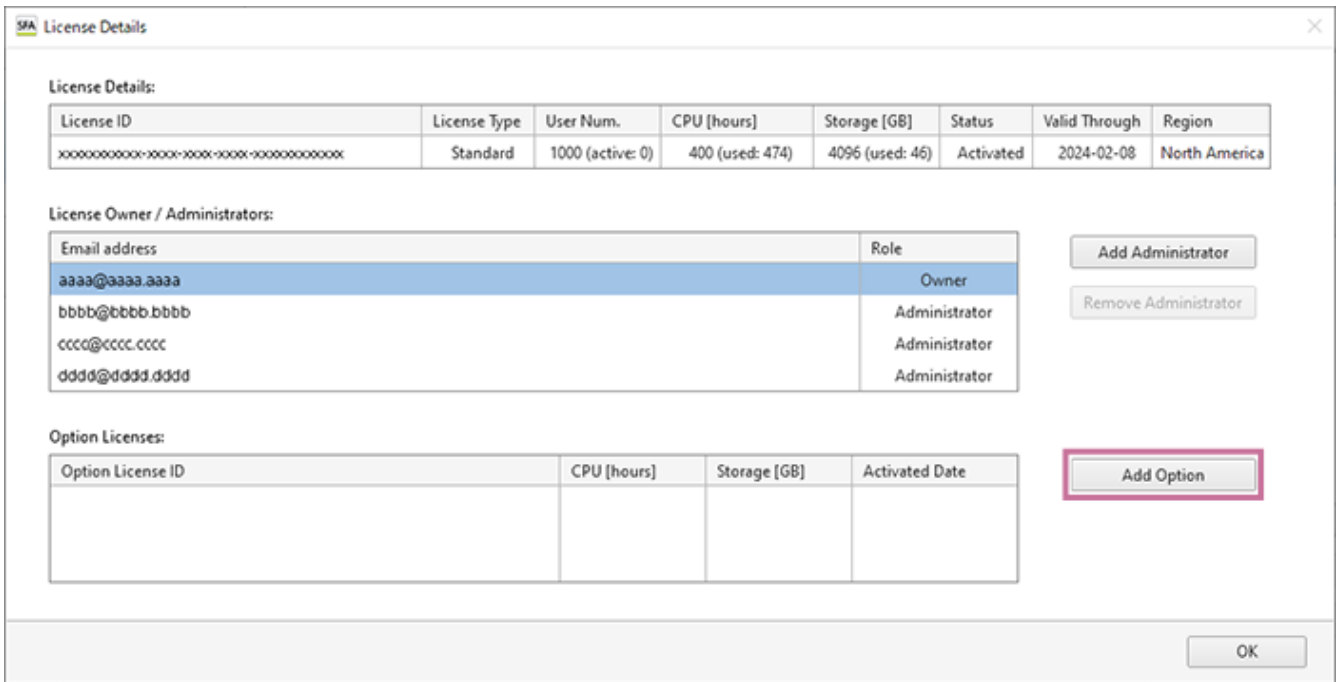 SFA License Details
License Details:
License ID License Type User Num. CPU [hours] Storage [GB] Status Valid Through Region
xxxxxxxxxxx-xxxx-xxxx-xxxx-xxxxxxxxxxxx Standard 1000 (active: 0) 400 (used: 474) 4096 (used: 46) Activated 2024-02-08 North America
License Owner / Administrators:
Email address Role
aaaa@aaaa.aaaa Owner
bbbb@bbbb.bbbb Administrator
cccc@cccc.cccc Administrator
dddd@dddd.dddd Administrator
Add Administrator
Remove Administrator
Option Licenses:
Option License ID CPU [hours] Storage [GB] Activated Date
Add Option
OK